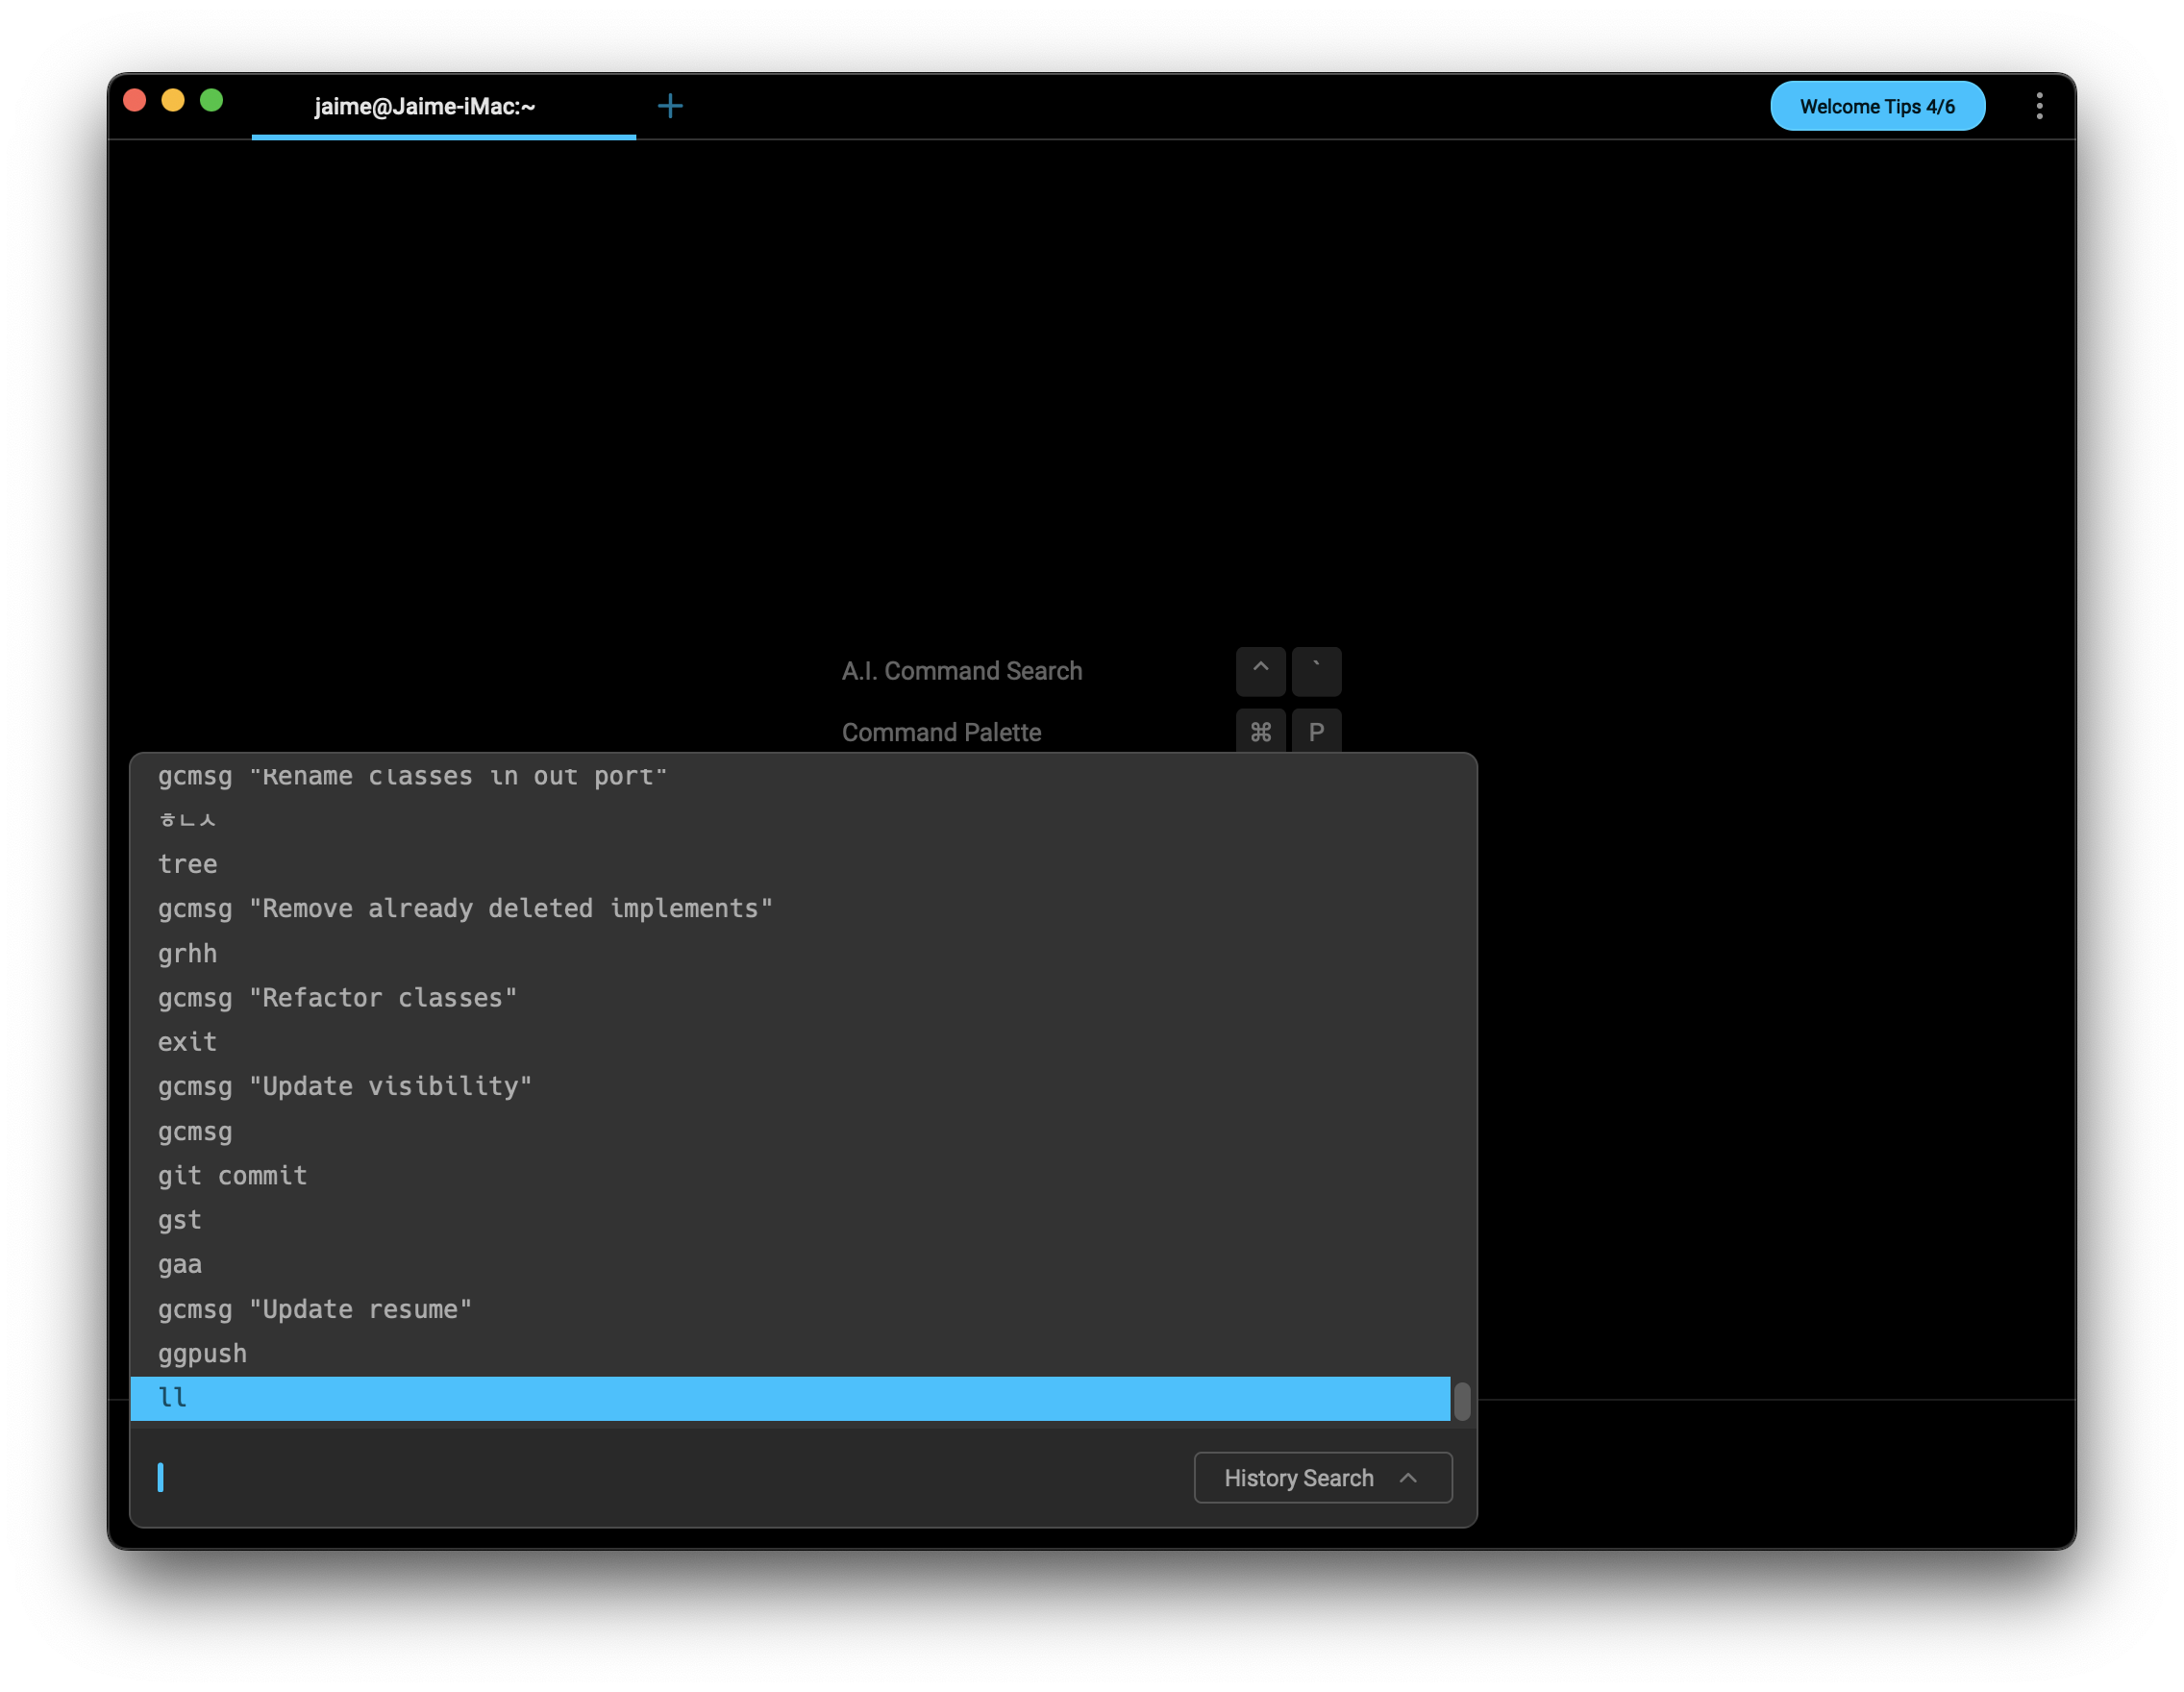 jaime@Jaime-iMac:~
Welcome Tips 4/6
A.I. Command Search ^ `
Command Palette ⌘ P
gcmsg "Rename classes in out port"
ㅎㄴㅅ
tree
gcmsg "Remove already deleted implements"
grhh
gcmsg "Refactor classes"
exit
gcmsg "Update visibility"
gcmsg
git commit
gst
gaa
gcmsg "Update resume"
ggpush
ll
History Search